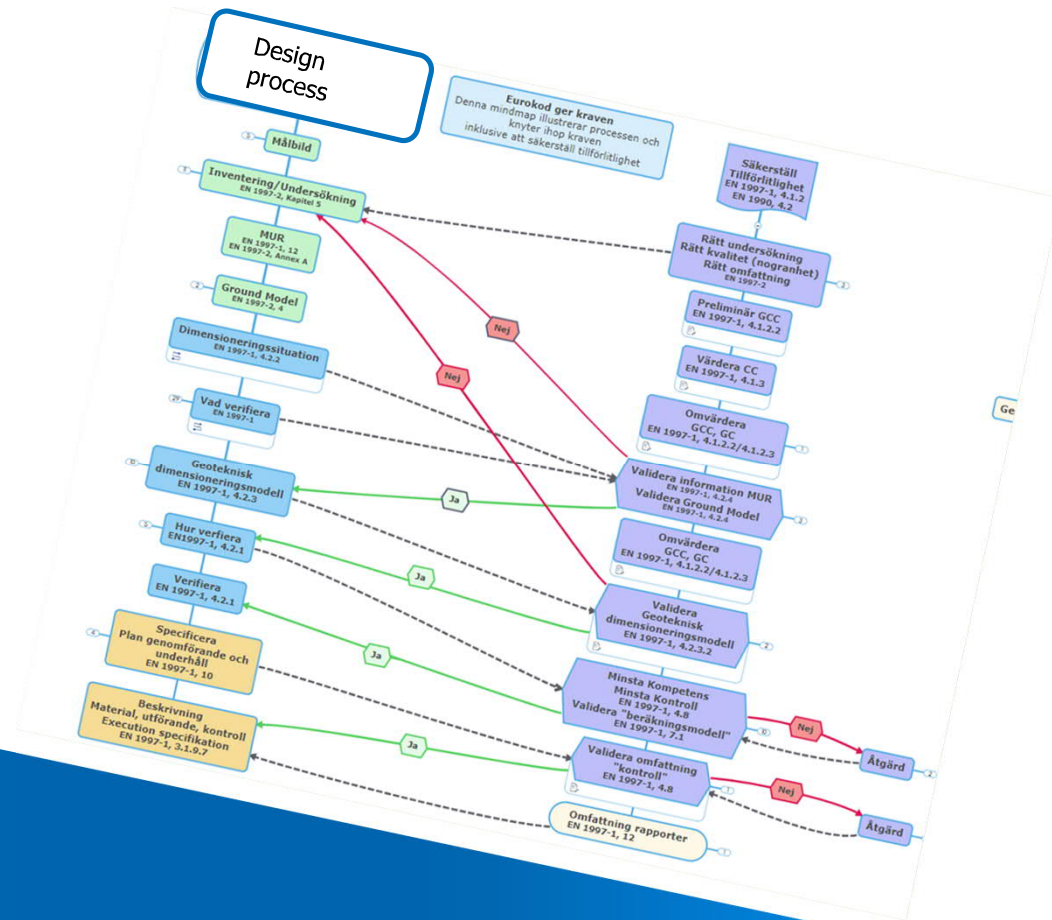 Design
process
Eurokod ger kraven
Denna mindmap illustrerar processen och
knyter ihop kraven
inklusive att säkerställ tillförlitlighet
Målbild
Inventering/Undersökning
EN 1997-2, Kapitel 5
MUR
EN 1997-1, 12
EN 1997-2, Annex A
Ground Model
EN 1997-2, 4
Dimensioneringssituation
EN 1997-1, 4.2.2
Vad verifiera
EN 1997-1
Geoteknisk
dimensioneringsmodell
EN 1997-1, 4.2.3
Hur verfiera
EN1997-1, 4.2.1
Verifiera
EN 1997-1, 4.2.1
Specificera
Plan genomförande och
underhåll
EN 1997-1, 10
Beskrivning
Material, utförande, kontroll
Execution specifikation
EN 1997-1, 3.1.9.7
Nej
Nej
Ja
Ja
Ja
Ja
Säkerställ
Tillförlitlighet
EN 1997-1, 4.1.2
EN 1990, 4.2
Rätt undersökning
Rätt kvalitet (nogranhet)
Rätt omfattning
EN 1997-2
Preliminär GCC
EN 1997-1, 4.1.2.2
Värdera CC
EN 1997-1, 4.1.3
Omvärdera
GCC, GC
EN 1997-1, 4.1.2.2/4.1.2.3
Validera information MUR
EN 1997-1, 4.2.4
Validera Ground Model
EN 1997-1, 4.2.4
Omvärdera
GCC, GC
EN 1997-1, 4.1.2.2/4.1.2.3
Validera
Geoteknisk
dimensioneringsmodell
EN 1997-1, 4.2.3.2
Minsta Kompetens
Minsta Kontroll
EN 1997-1, 4.8
Validera "beräkningsmodell"
EN 1997-1, 7.1
Validera omfattning
"kontroll"
EN 1997-1, 4.8
Omfattning rapporter
EN 1997-1, 12
Nej
Åtgärd
Nej
Åtgärd
Ge